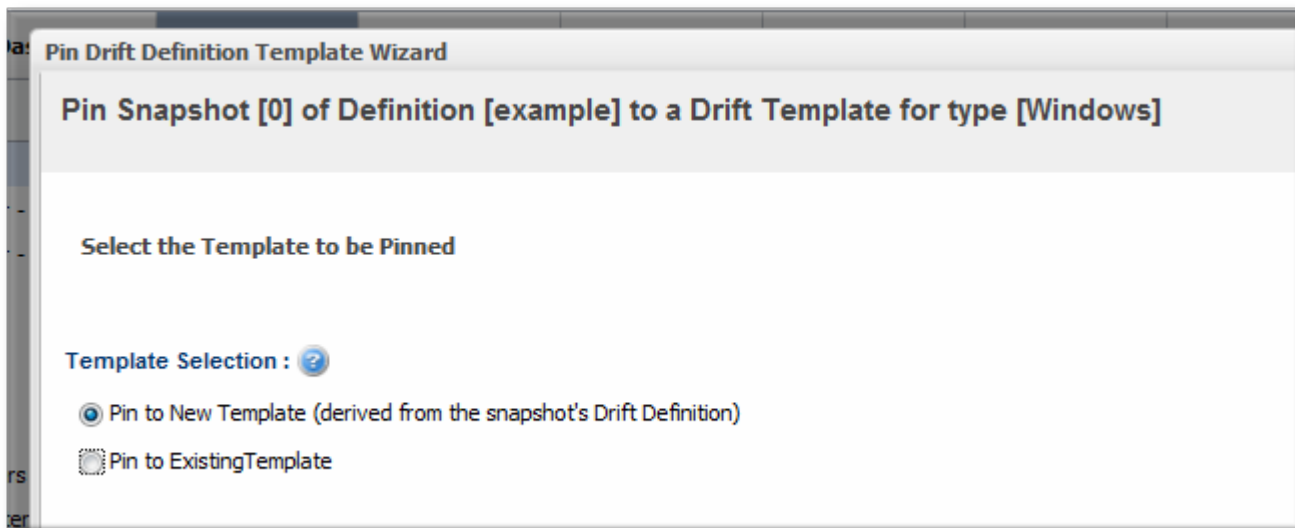 Pin Drift Definition Template Wizard
Pin Snapshot [0] of Definition [example] to a Drift Template for type [Windows]
Select the Template to be Pinned
Template Selection :
Pin to New Template (derived from the snapshot's Drift Definition)
Pin to ExistingTemplate
rs